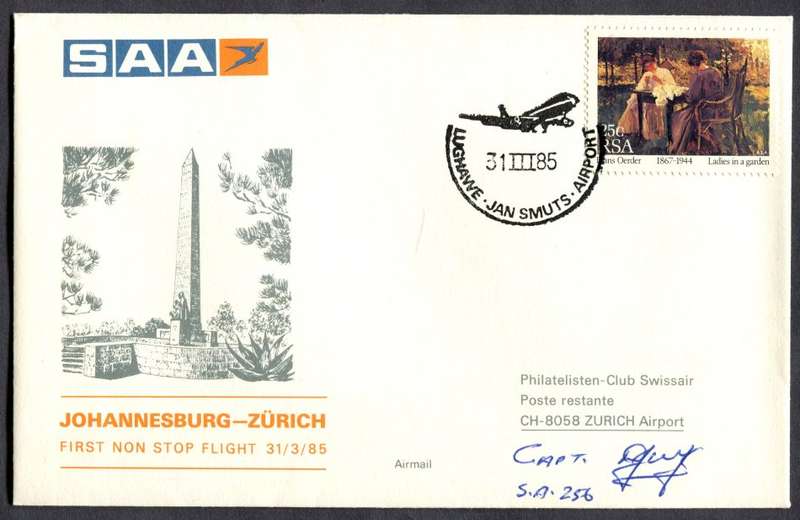 SAA
25c
RSA
Oerder 1867-1944 Ladies in a garden
31 III 85
LUGHAWE · JAN SMUTS · AIRPORT
JOHANNESBURG–ZÜRICH
FIRST NON STOP FLIGHT 31/3/85
Philatelisten-Club Swissair
Poste restante
CH-8058 ZURICH Airport
Airmail
CAPT.
S.A. 256